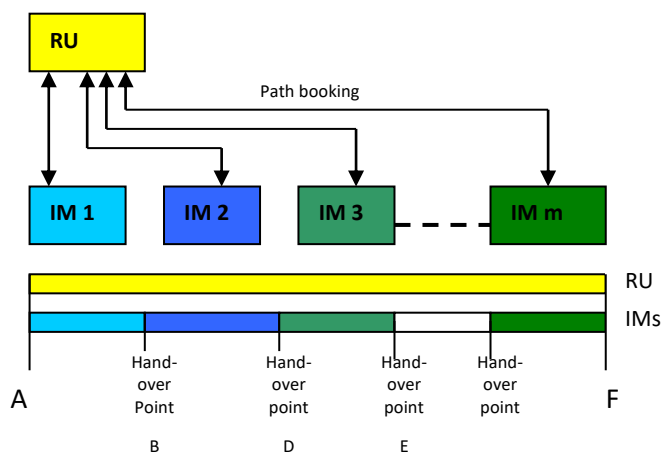 RU
Path booking
IM 1
IM 2
IM 3
IM m
RU
IMs
A
Hand-
over
Point
B
Hand-
over
point
D
Hand-
over
point
E
Hand-
over
point
F